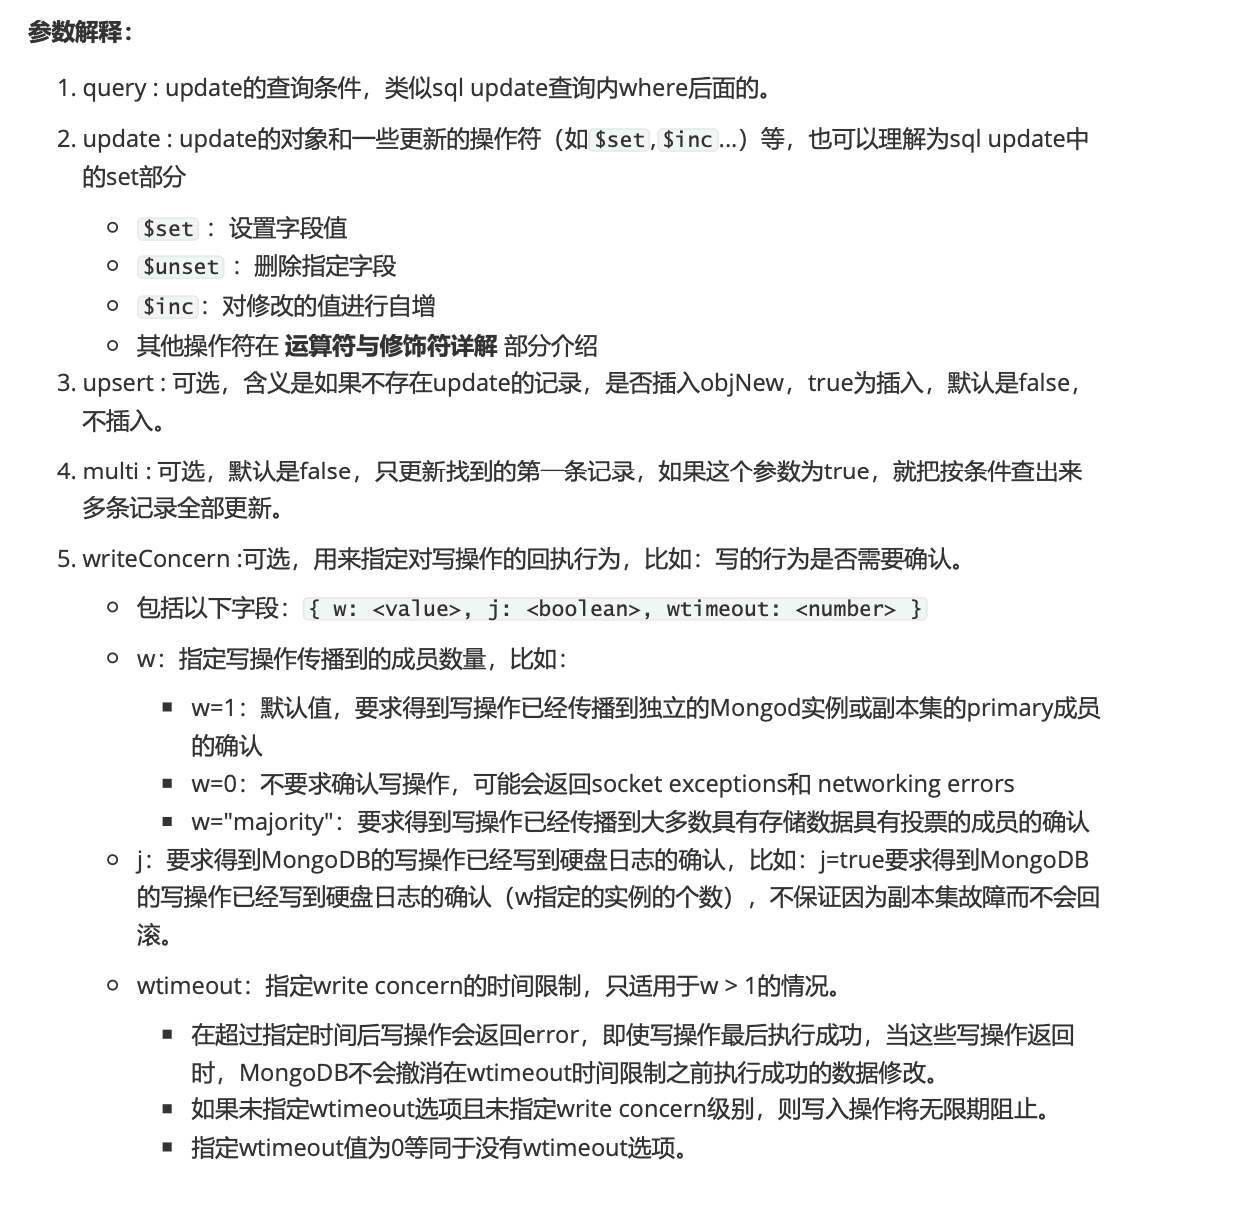 参数解释：
1. query : update的查询条件，类似sql update查询内where后面的。
2. update : update的对象和一些更新的操作符（如$set,$inc...）等，也可以理解为sql update中
的set部分
$set ： 设置字段值
$unset ： 删除指定字段
$inc： 对修改的值进行自增
其他操作符在 运算符与修饰符详解 部分介绍
3. upsert : 可选，含义是如果不存在update的记录，是否插入objNew，true为插入，默认是false，
不插入。
4. multi : 可选，默认是false，只更新找到的第一条记录，如果这个参数为true，就把按条件查出来
多条记录全部更新。
5. writeConcern :可选，用来指定对写操作的回执行为，比如：写的行为是否需要确认。
包括以下字段：{ w: <value>, j: <boolean>, wtimeout: <number> }
w：指定写操作传播到的成员数量，比如：
w=1：默认值，要求得到写操作已经传播到独立的Mongod实例或副本集的primary成员
的确认
w=0：不要求确认写操作，可能会返回socket exceptions和 networking errors
w="majority"：要求得到写操作已经传播到大多数具有存储数据具有投票的成员的确认
j：要求得到MongoDB的写操作已经写到硬盘日志的确认，比如：j=true要求得到MongoDB
的写操作已经写到硬盘日志的确认（w指定的实例的个数），不保证因为副本集故障而不会回
滚。
wtimeout：指定write concern的时间限制，只适用于w > 1的情况。
在超过指定时间后写操作会返回error，即使写操作最后执行成功，当这些写操作返回
时，MongoDB不会撤消在wtimeout时间限制之前执行成功的数据修改。
如果未指定wtimeout选项且未指定write concern级别，则写入操作将无限期阻止。
指定wtimeout值为0等同于没有wtimeout选项。